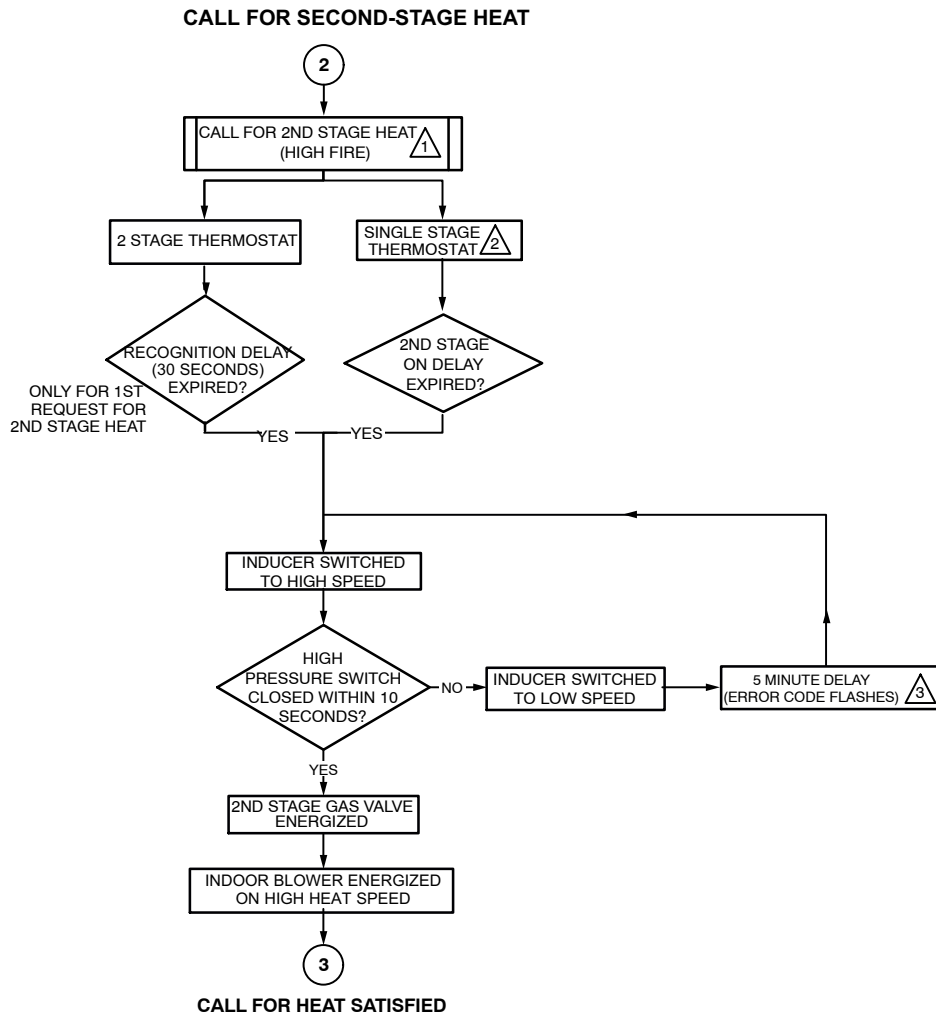 CALL FOR SECOND-STAGE HEAT
2
CALL FOR 2ND STAGE HEAT
(HIGH FIRE)
1
2 STAGE THERMOSTAT
SINGLE STAGE
THERMOSTAT
2
RECOGNITION DELAY
(30 SECONDS)
EXPIRED?
2ND STAGE
ON DELAY
EXPIRED?
ONLY FOR 1ST
REQUEST FOR
2ND STAGE HEAT
YES
YES
INDUCER SWITCHED
TO HIGH SPEED
HIGH
PRESSURE SWITCH
CLOSED WITHIN 10
SECONDS?
NO
INDUCER SWITCHED
TO LOW SPEED
5 MINUTE DELAY
(ERROR CODE FLASHES)
3
YES
2ND STAGE GAS VALVE
ENERGIZED
INDOOR BLOWER ENERGIZED
ON HIGH HEAT SPEED
3
CALL FOR HEAT SATISFIED